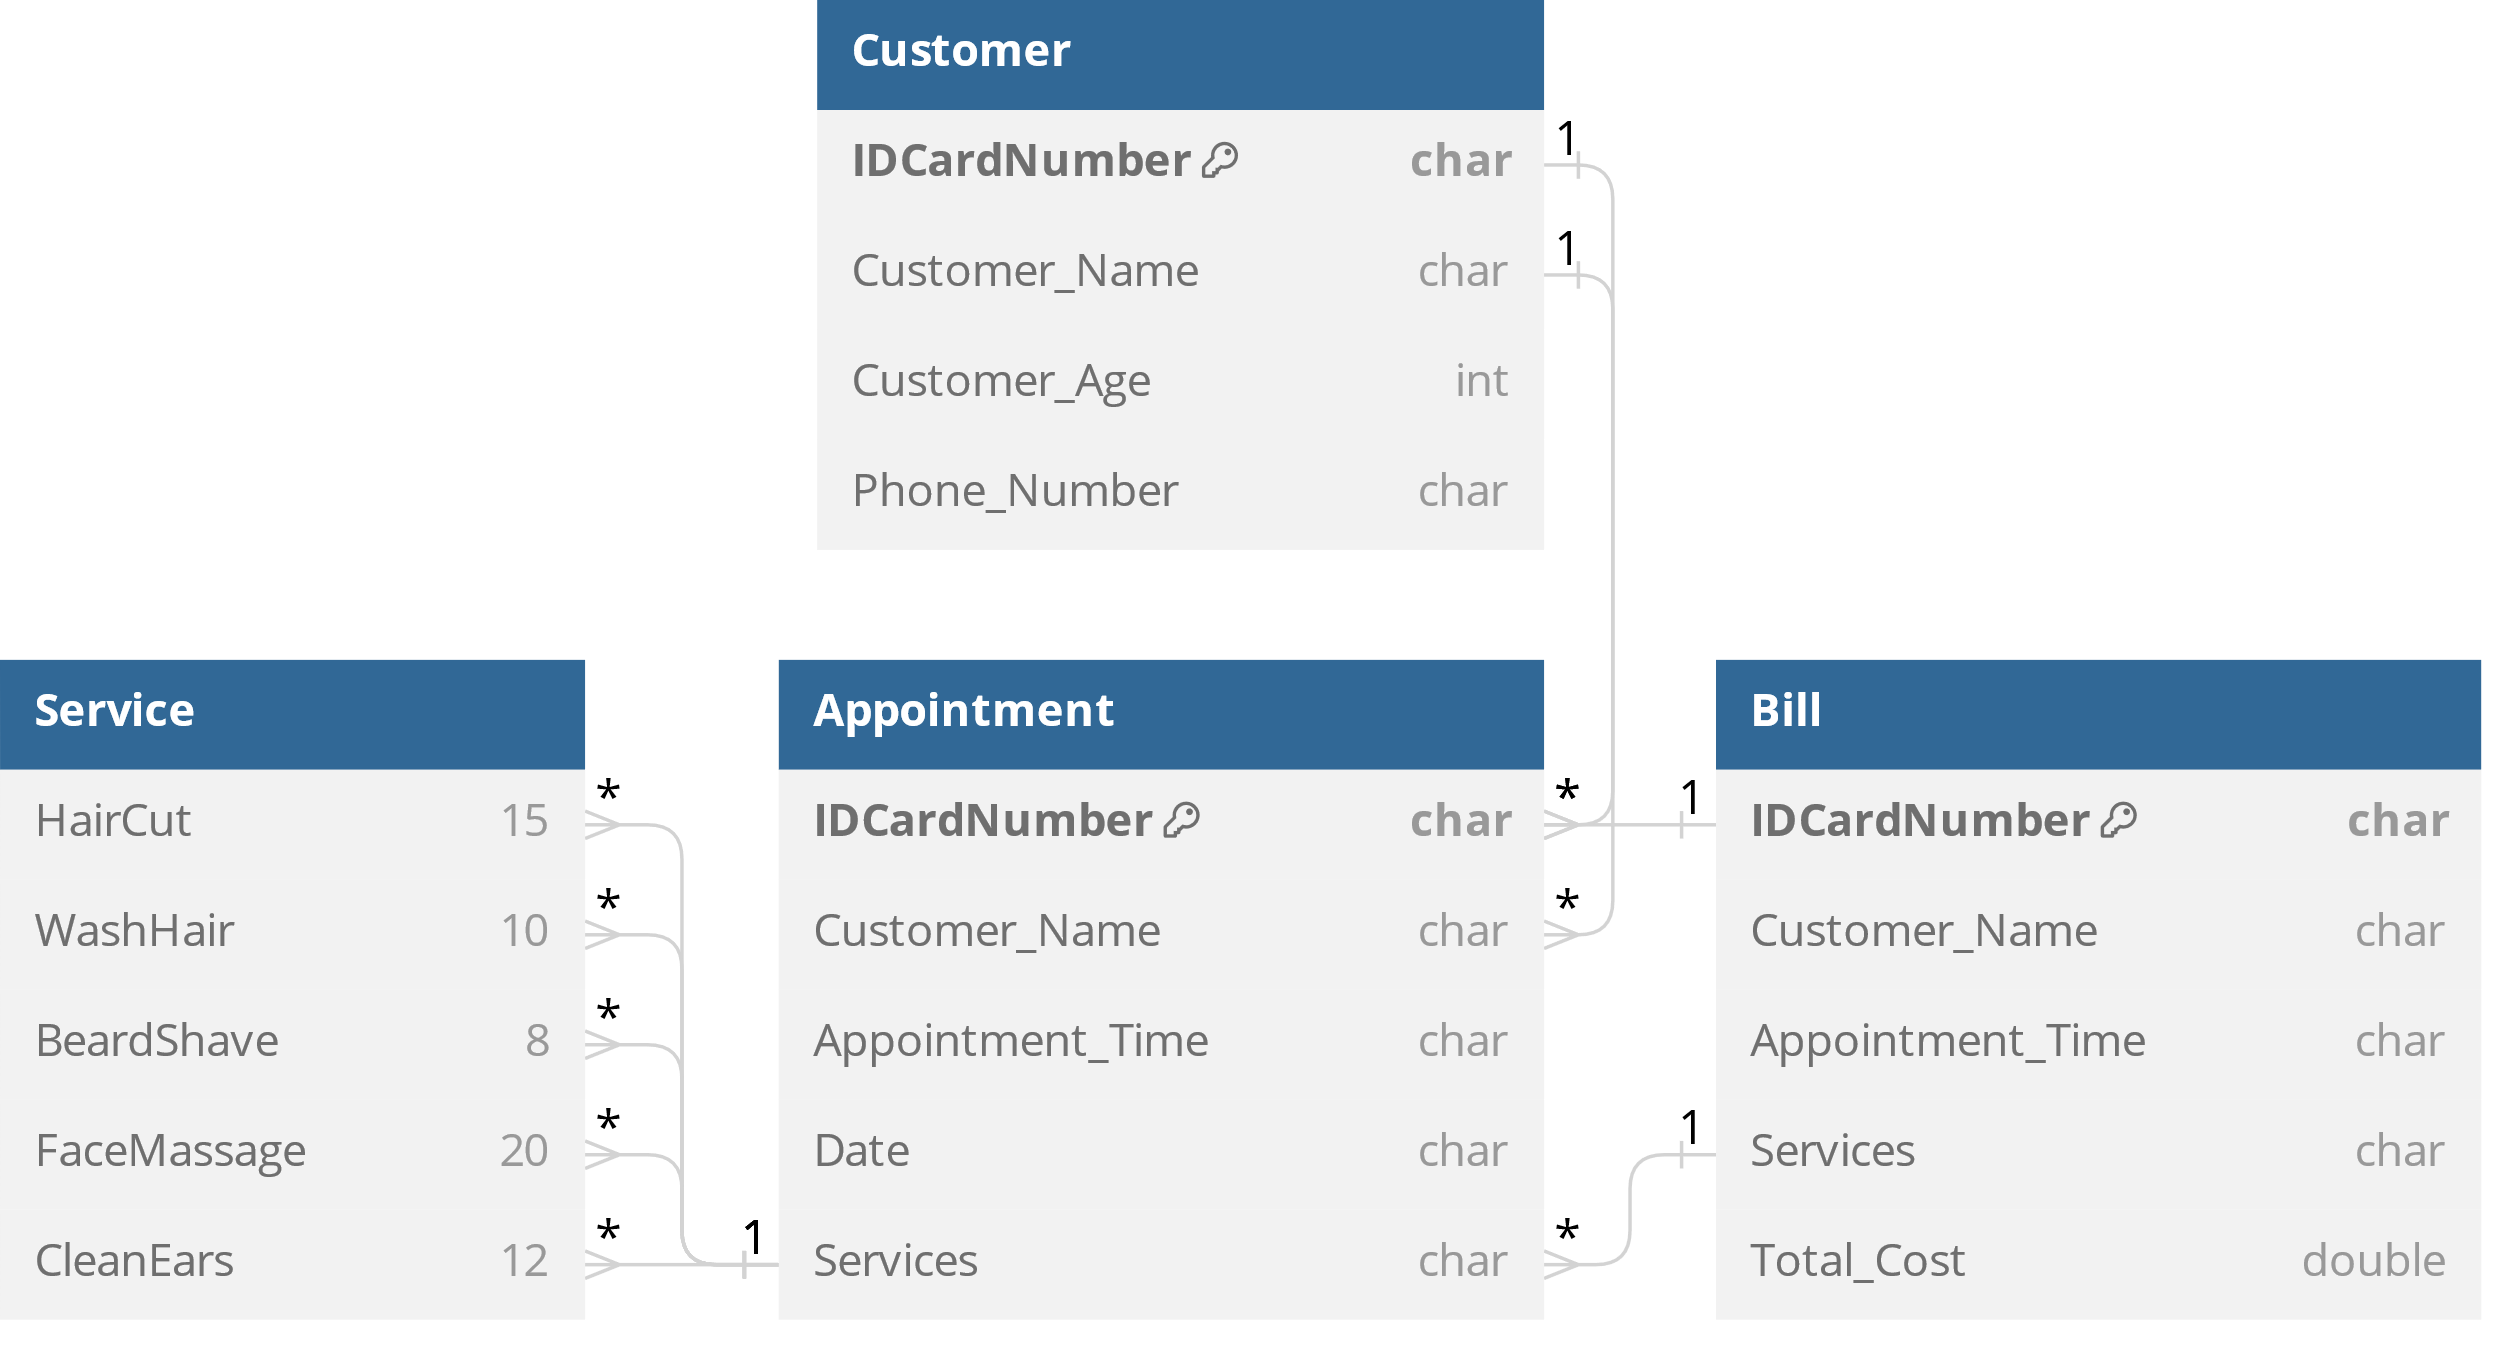 Customer
IDCardNumber char
Customer_Name char
Customer_Age int
Phone_Number char
1
1
Service
HairCut 15
WashHair 10
BeardShave 8
FaceMassage 20
CleanEars 12
*
*
*
*
*
1
Appointment
IDCardNumber char
Customer_Name char
Appointment_Time char
Date char
Services char
*
*
*
1
1
Bill
IDCardNumber char
Customer_Name char
Appointment_Time char
Services char
Total_Cost double